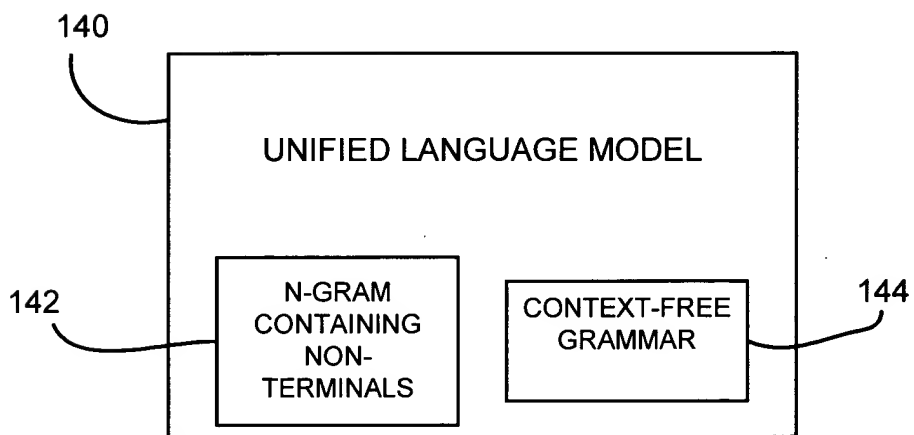 140
UNIFIED LANGUAGE MODEL
142
N-GRAM
CONTAINING
NON-
TERMINALS
CONTEXT-FREE
GRAMMAR
144